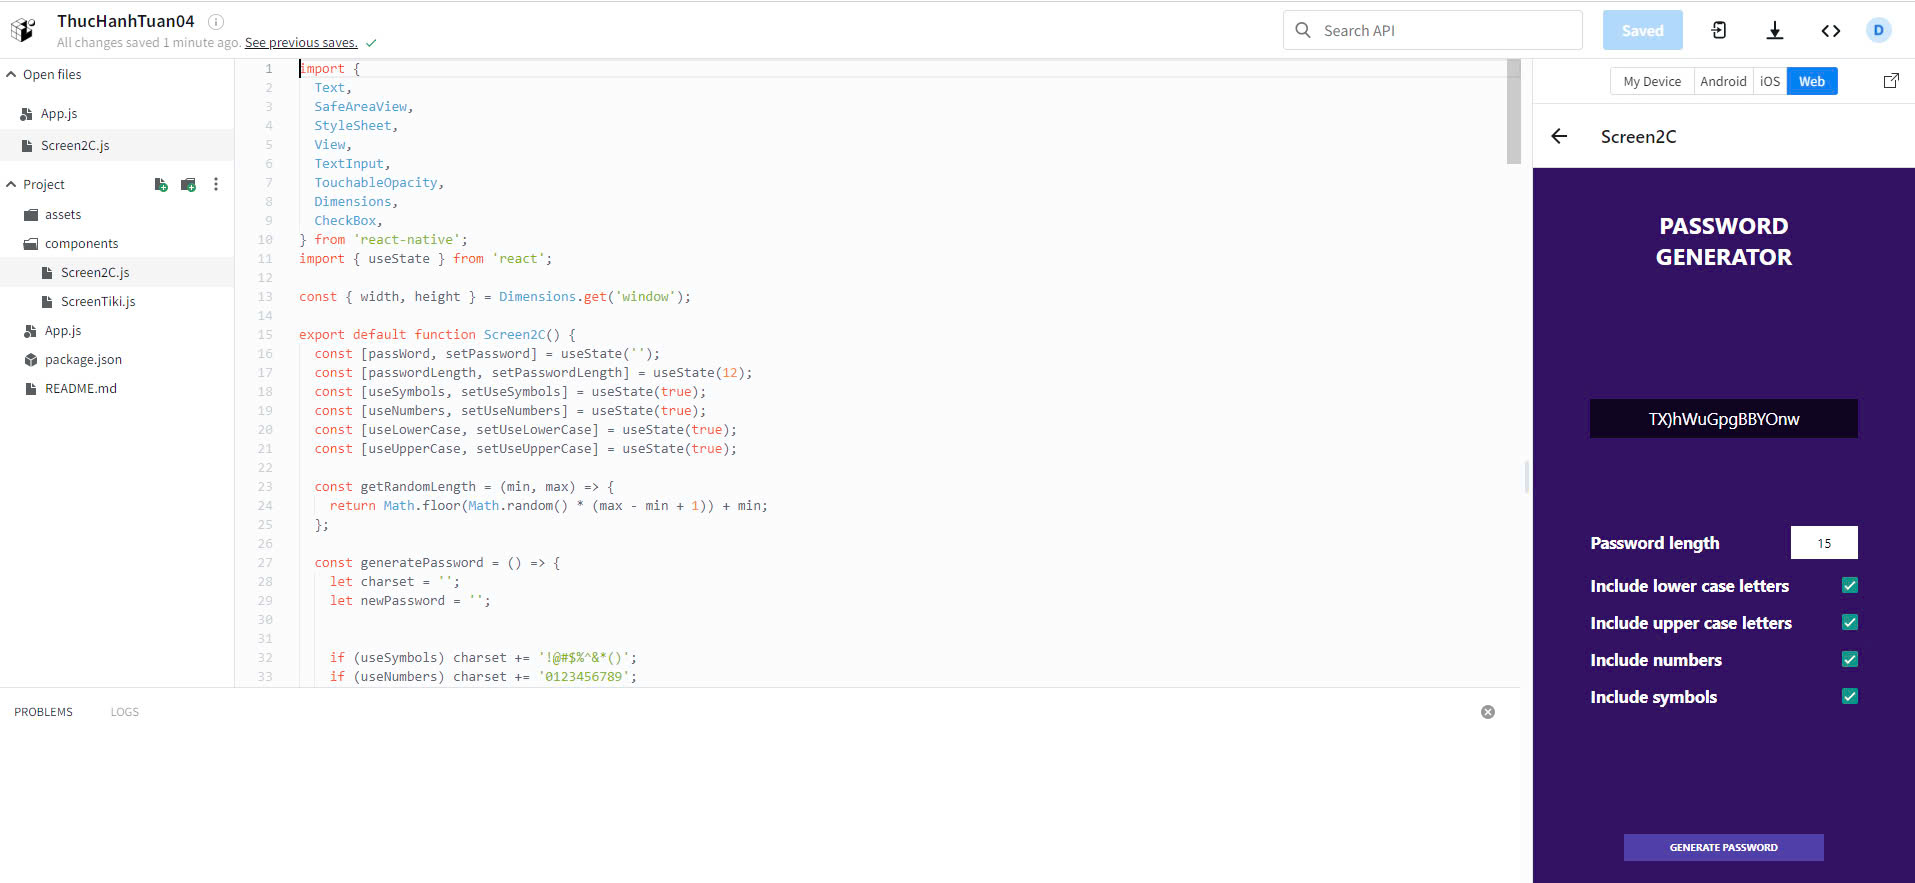 ThucHanhTuan04
All changes saved 1 minute ago. See previous saves.
Search API
Saved
D
Open files
App.js
Screen2C.js
Project
assets
components
Screen2C.js
ScreenTiki.js
App.js
package.json
README.md
1 import {
2 Text,
3 SafeAreaView,
4 StyleSheet,
5 View,
6 TextInput,
7 TouchableOpacity,
8 Dimensions,
9 CheckBox,
10 } from 'react-native';
11 import { useState } from 'react';
12
13 const { width, height } = Dimensions.get('window');
14
15 export default function Screen2C() {
16 const [passWord, setPassword] = useState('');
17 const [passwordLength, setPasswordLength] = useState(12);
18 const [useSymbols, setUseSymbols] = useState(true);
19 const [useNumbers, setUseNumbers] = useState(true);
20 const [useLowerCase, setUseLowerCase] = useState(true);
21 const [useUpperCase, setUseUpperCase] = useState(true);
22
23 const getRandomLength = (min, max) => {
24 return Math.floor(Math.random() * (max - min + 1)) + min;
25 };
26
27 const generatePassword = () => {
28 let charset = '';
29 let newPassword = '';
30
31
32 if (useSymbols) charset += '!@#$%^&*()';
33 if (useNumbers) charset += '0123456789';
PROBLEMS LOGS
My Device Android iOS Web
Screen2C
PASSWORD
GENERATOR
TX)hWuGpgBBYOnw
Password length 15
Include lower case letters
Include upper case letters
Include numbers
Include symbols
GENERATE PASSWORD